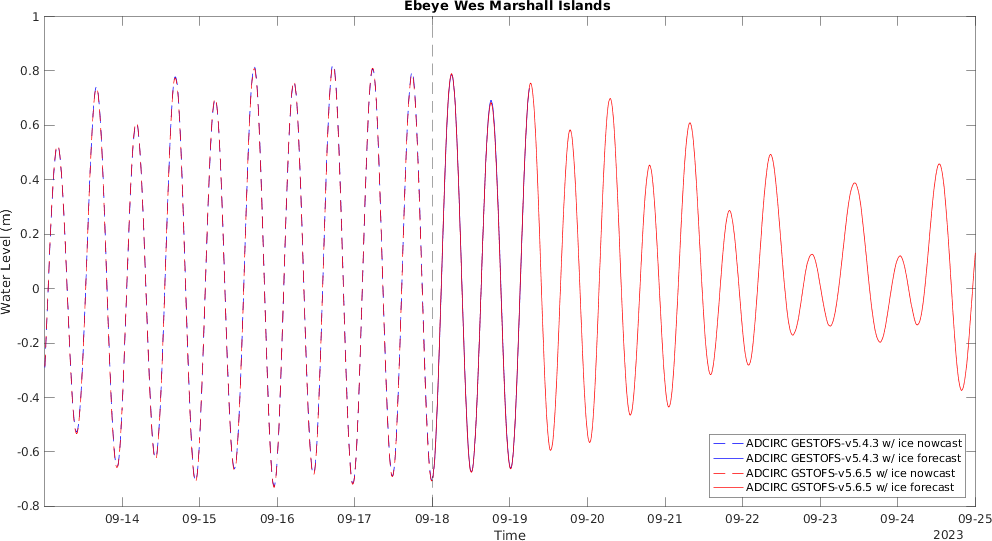 Ebeye Wes Marshall Islands
1
0.8
0.6
0.4
0.2
0
-0.2
-0.4
-0.6
-0.8
Water Level (m)
ADCIRC GESTOFS-v5.4.3 w/ ice nowcast
ADCIRC GESTOFS-v5.4.3 w/ ice forecast
ADCIRC GSTOFS-v5.6.5 w/ ice nowcast
ADCIRC GSTOFS-v5.6.5 w/ ice forecast
09-14 09-15 09-16 09-17 09-18 09-19 09-20 09-21 09-22 09-23 09-24 09-25
Time
2023